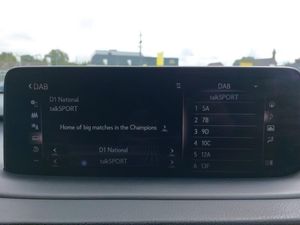 DAB
D1 National
talkSPORT
Home of big matches in the Champions
D1 National
talkSPORT
DAB
talkSPORT
1 5A
2 7B
3 9D
4 10C
5 12A
6 13F